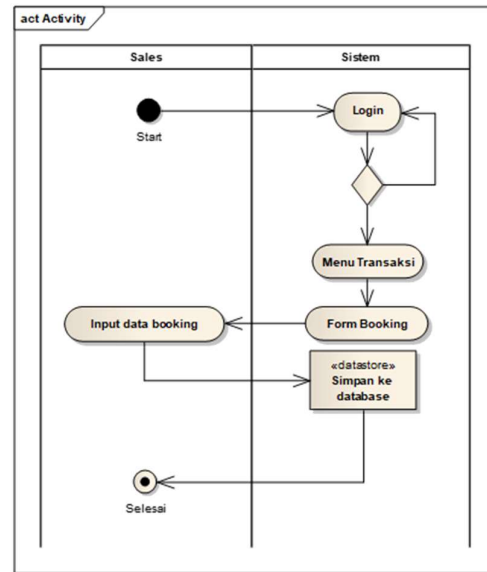 act Activity
Sales
Sistem
Login
Start
Menu Transaksi
Input data booking
Form Booking
«datastore»
Simpan ke
database
Selesai